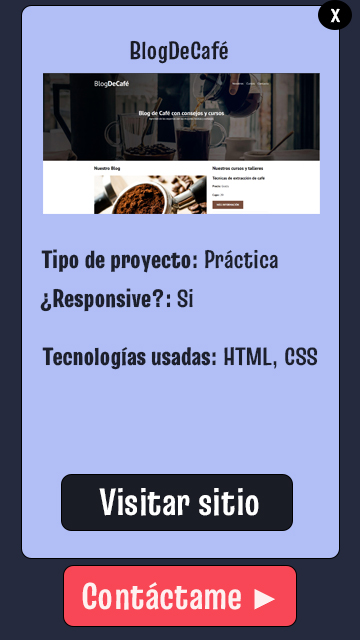 X
BlogDeCafé
BlogDeCafé
Blog de Café con consejos y cursos
Nuestro Blog
Nuestros cursos y talleres
Tecnicas de extracción de café
Tipo de proyecto: Práctica
¿Responsive?: Si
Tecnologías usadas: HTML, CSS
Visitar sitio
Contáctame ►